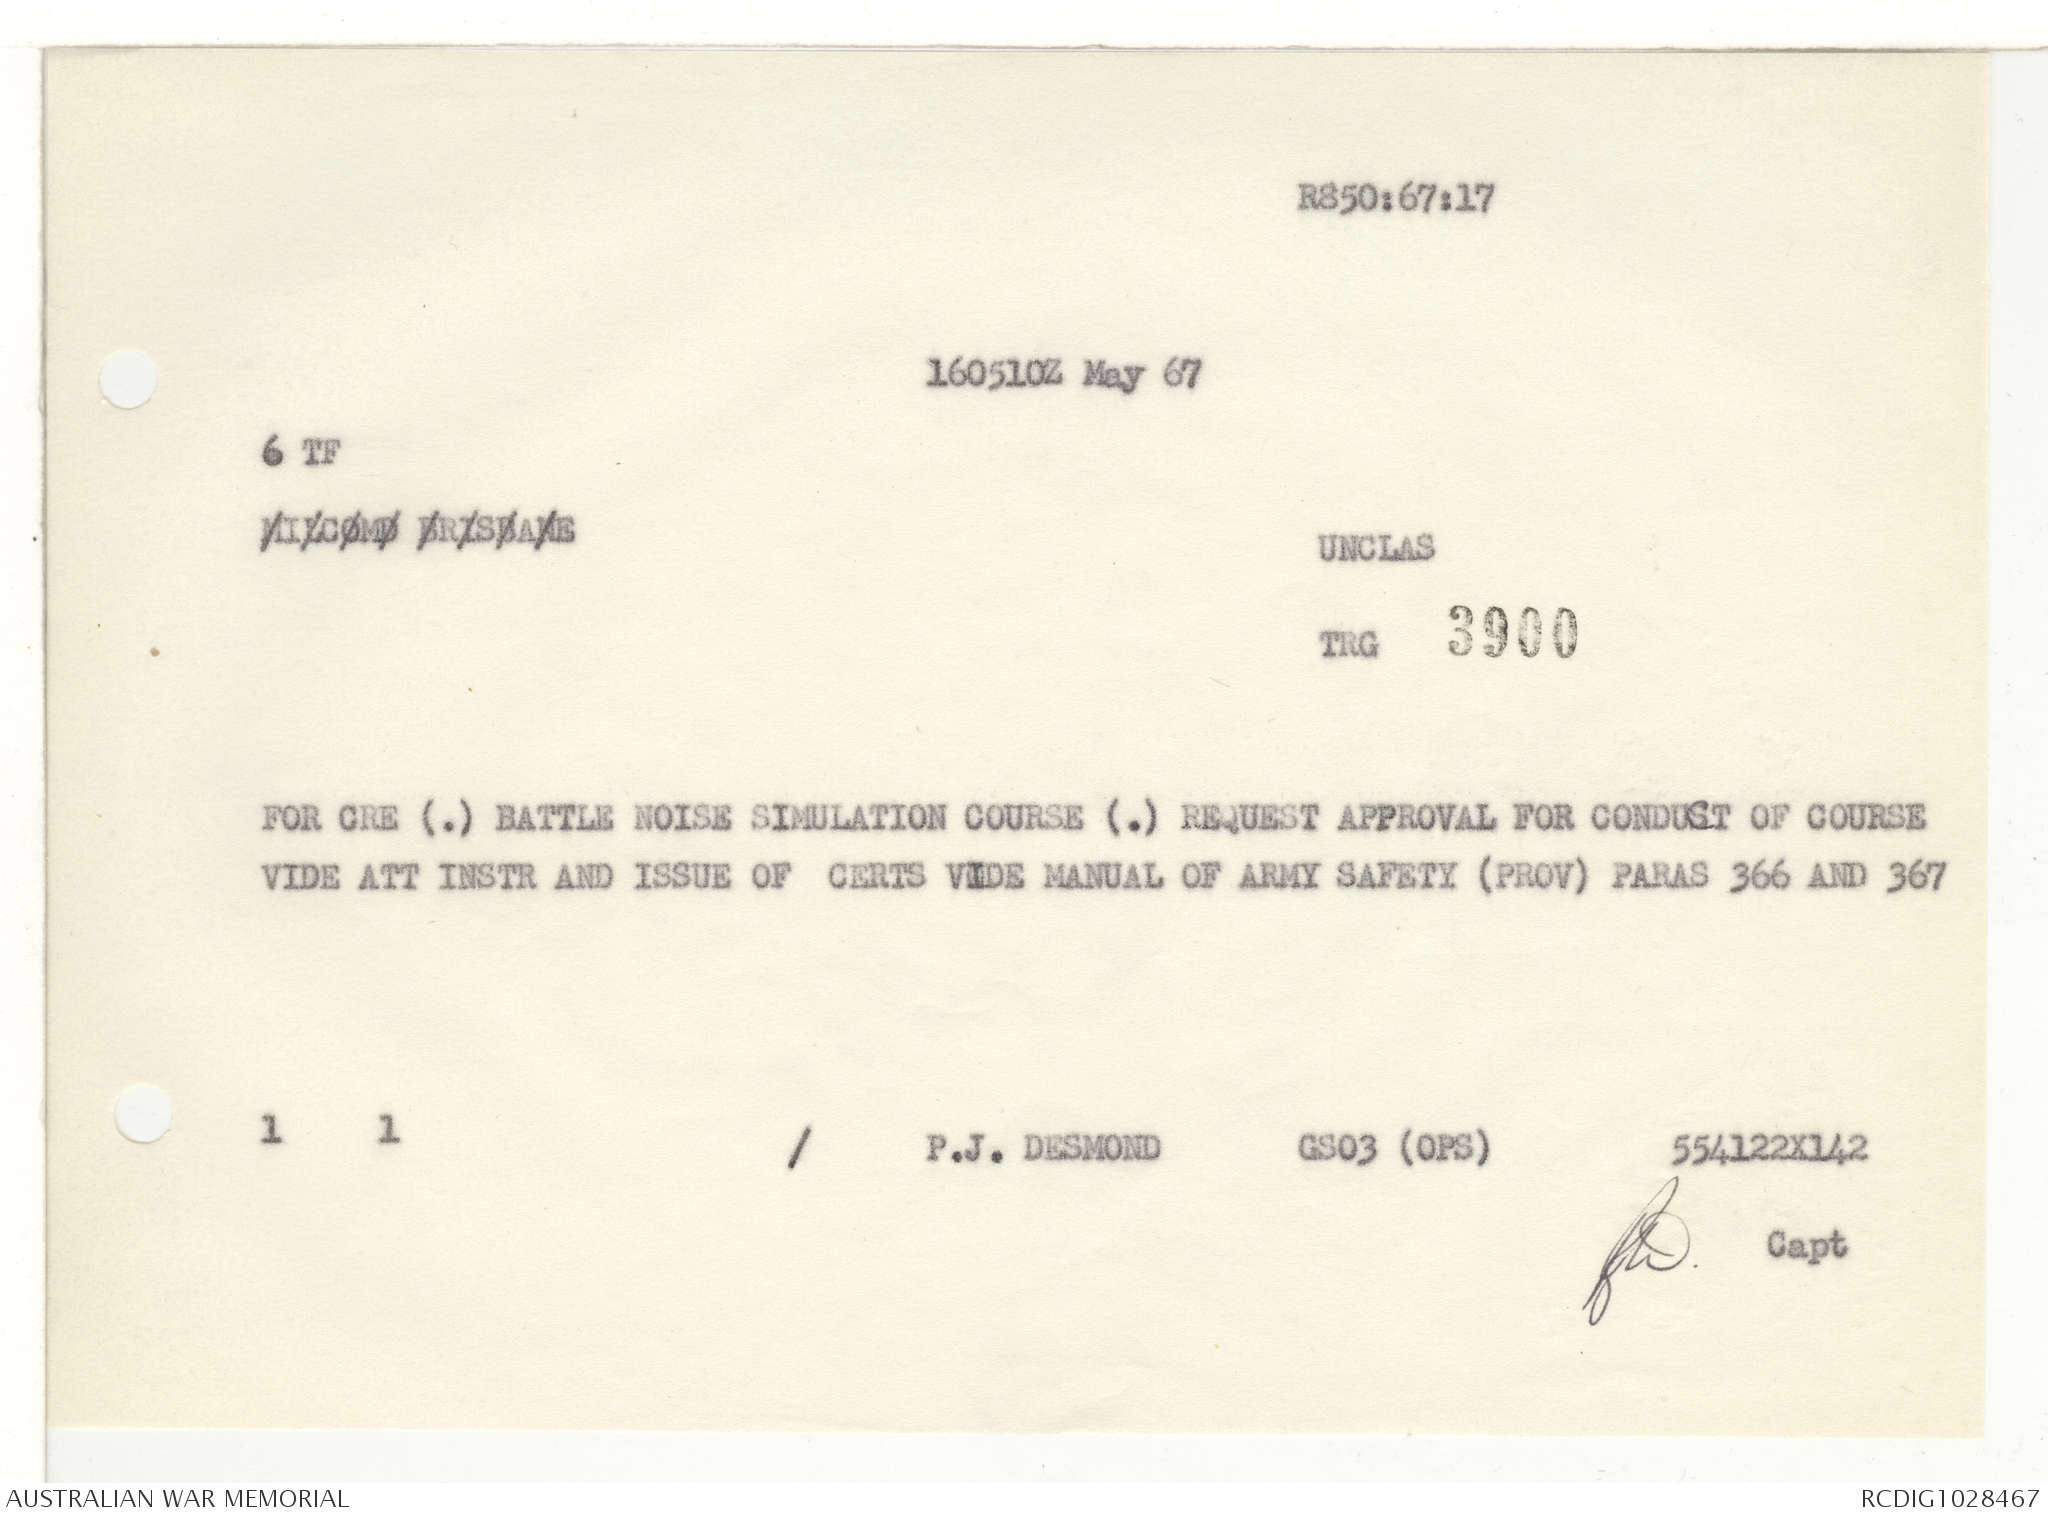 R850:67:17
160510Z May 67
6 TF
MILCOMD BRISBANE
UNCLAS
TRG 3900
FOR CRE (.) BATTLE NOISE SIMULATION COURSE (.) REQUEST APPROVAL FOR CONDUCT OF COURSE
VIDE ATT INSTR AND ISSUE OF CERTS VIDE MANUAL OF ARMY SAFETY (PROV) PARAS 366 AND 367
1 1 / P.J. DESMOND GSO3 (OPS) 554122X142
Capt
AUSTRALIAN WAR MEMORIAL RCDIG1028467